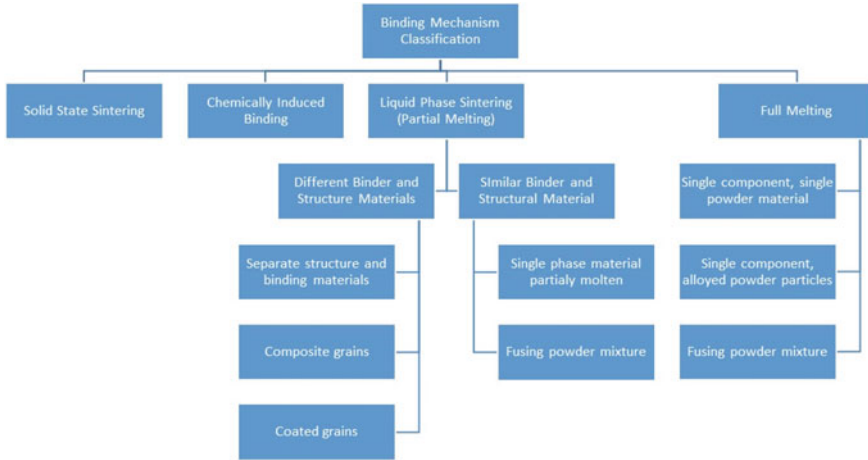 Binding Mechanism
Classification
Solid State Sintering
Chemically Induced
Binding
Liquid Phase Sintering
(Partial Melting)
Full Melting
Different Binder and
Structure Materials
SImilar Binder and
Structural Material
Single component, single
powder material
Separate structure and
binding materials
Single phase material
partialy molten
Single component,
alloyed powder particles
Composite grains
Fusing powder mixture
Fusing powder mixture
Coated grains